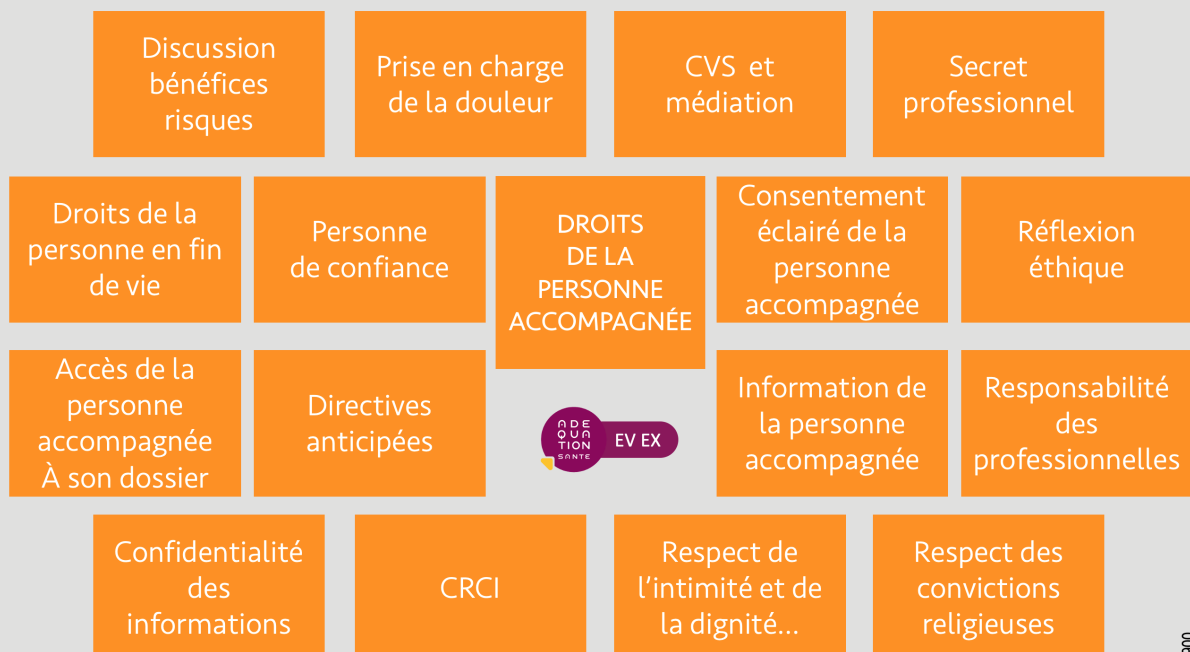 Discussion
bénéfices
risques
Prise en charge
de la douleur
CVS et
médiation
Secret
professionnel
Droits de la
personne en fin
de vie
Personne
de confiance
DROITS
DE LA
PERSONNE
ACCOMPAGNÉE
Consentement
éclairé de la
personne
accompagnée
Réflexion
éthique
Accès de la
personne
accompagnée
À son dossier
Directives
anticipées
ADE
QUA
TION
SANTE
EV EX
Information de
la personne
accompagnée
Responsabilité
des
professionnelles
Confidentialité
des
informations
CRCI
Respect de
l'intimité et de
la dignité...
Respect des
convictions
religieuses